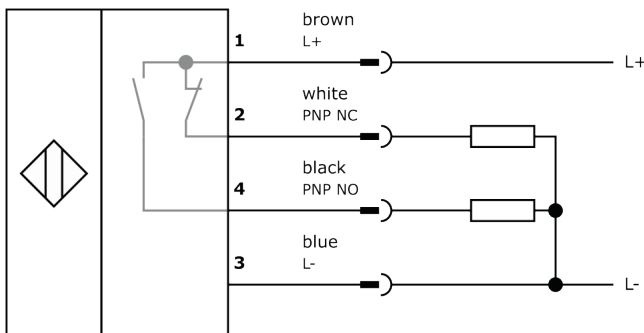 brown
1 L+
L+
white
2 PNP NC
black
4 PNP NO
blue
3 L-
L-